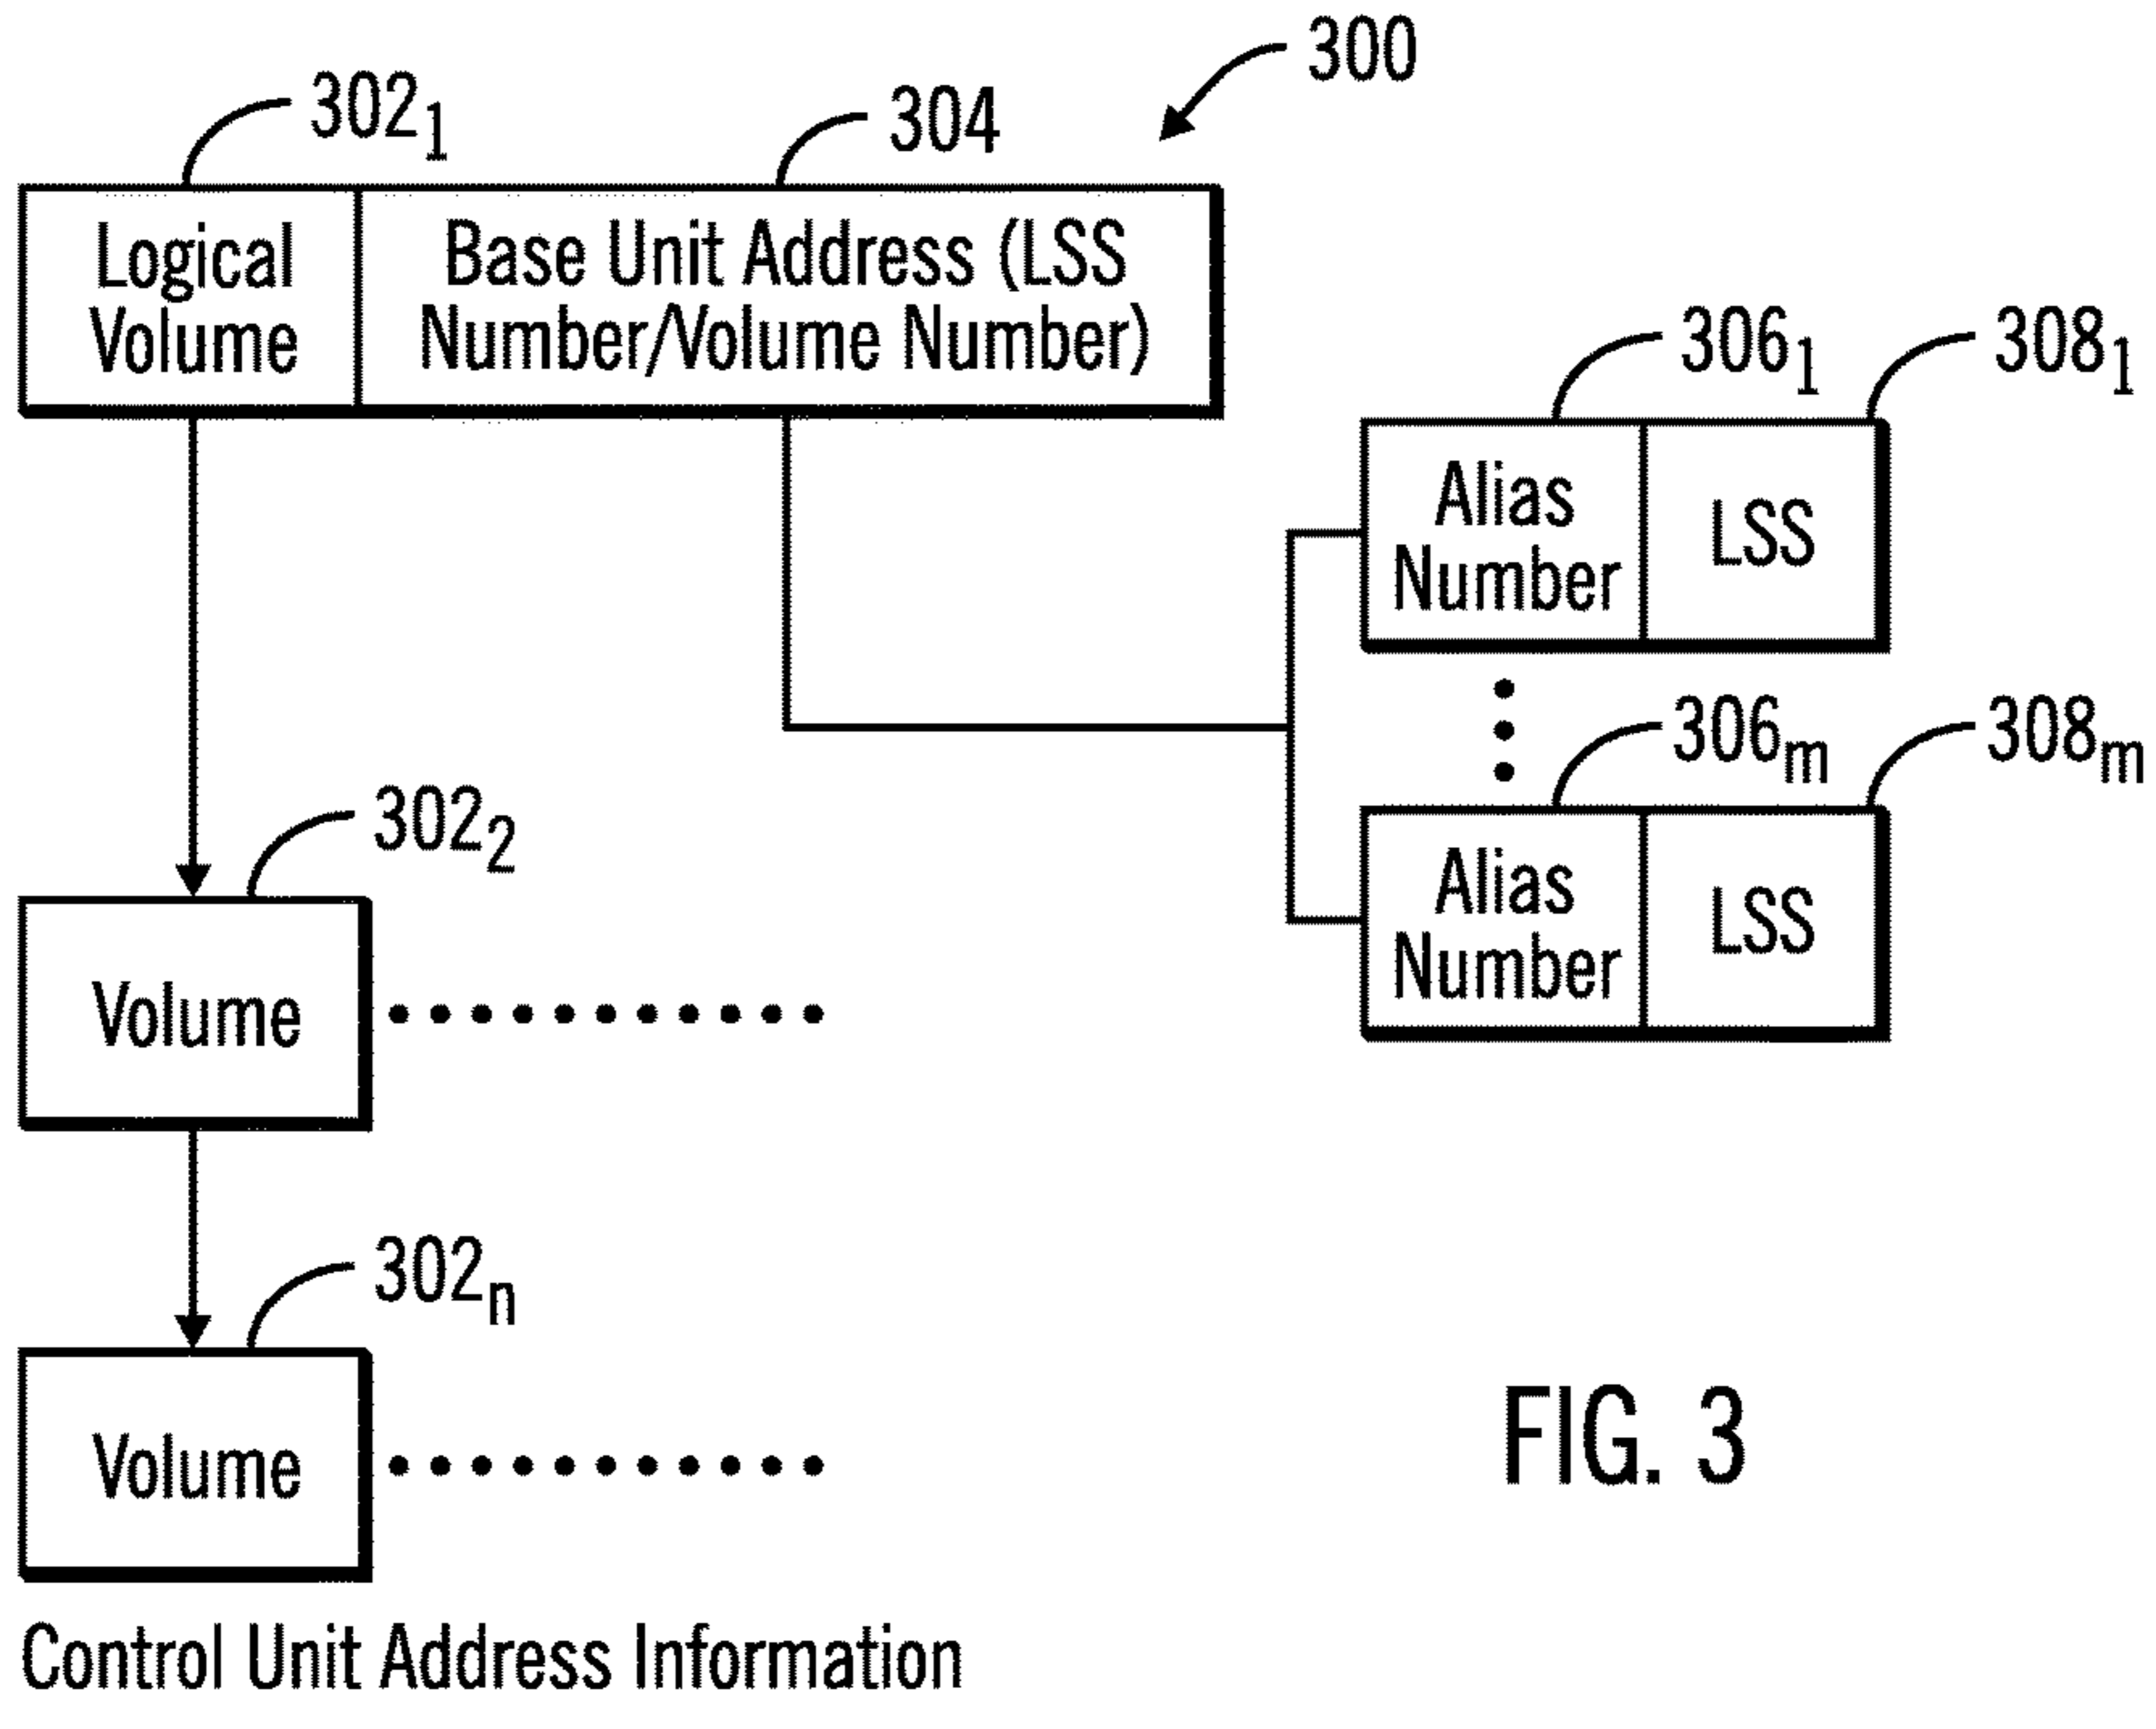 300
302₁
304
Logical
Volume
Base Unit Address (LSS
Number/Volume Number)
306₁
308₁
Alias
Number
LSS
306ₘ
308ₘ
Alias
Number
LSS
302₂
Volume
302ₙ
Volume
FIG. 3
Control Unit Address Information